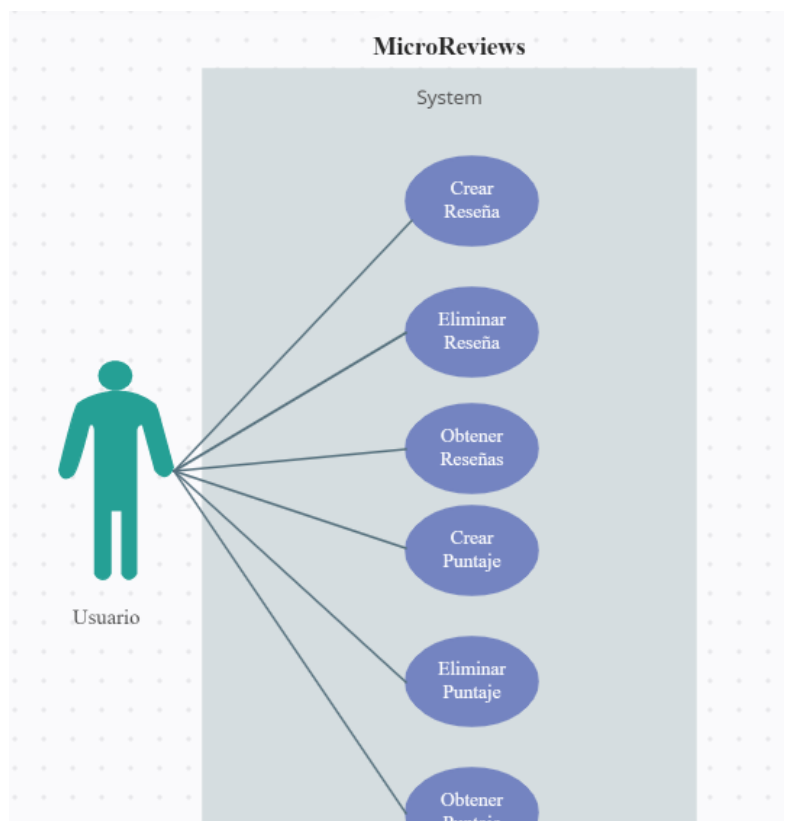 MicroReviews
System
Crear
Reseña
Eliminar
Reseña
Obtener
Reseñas
Crear
Puntaje
Usuario
Eliminar
Puntaje
Obtener